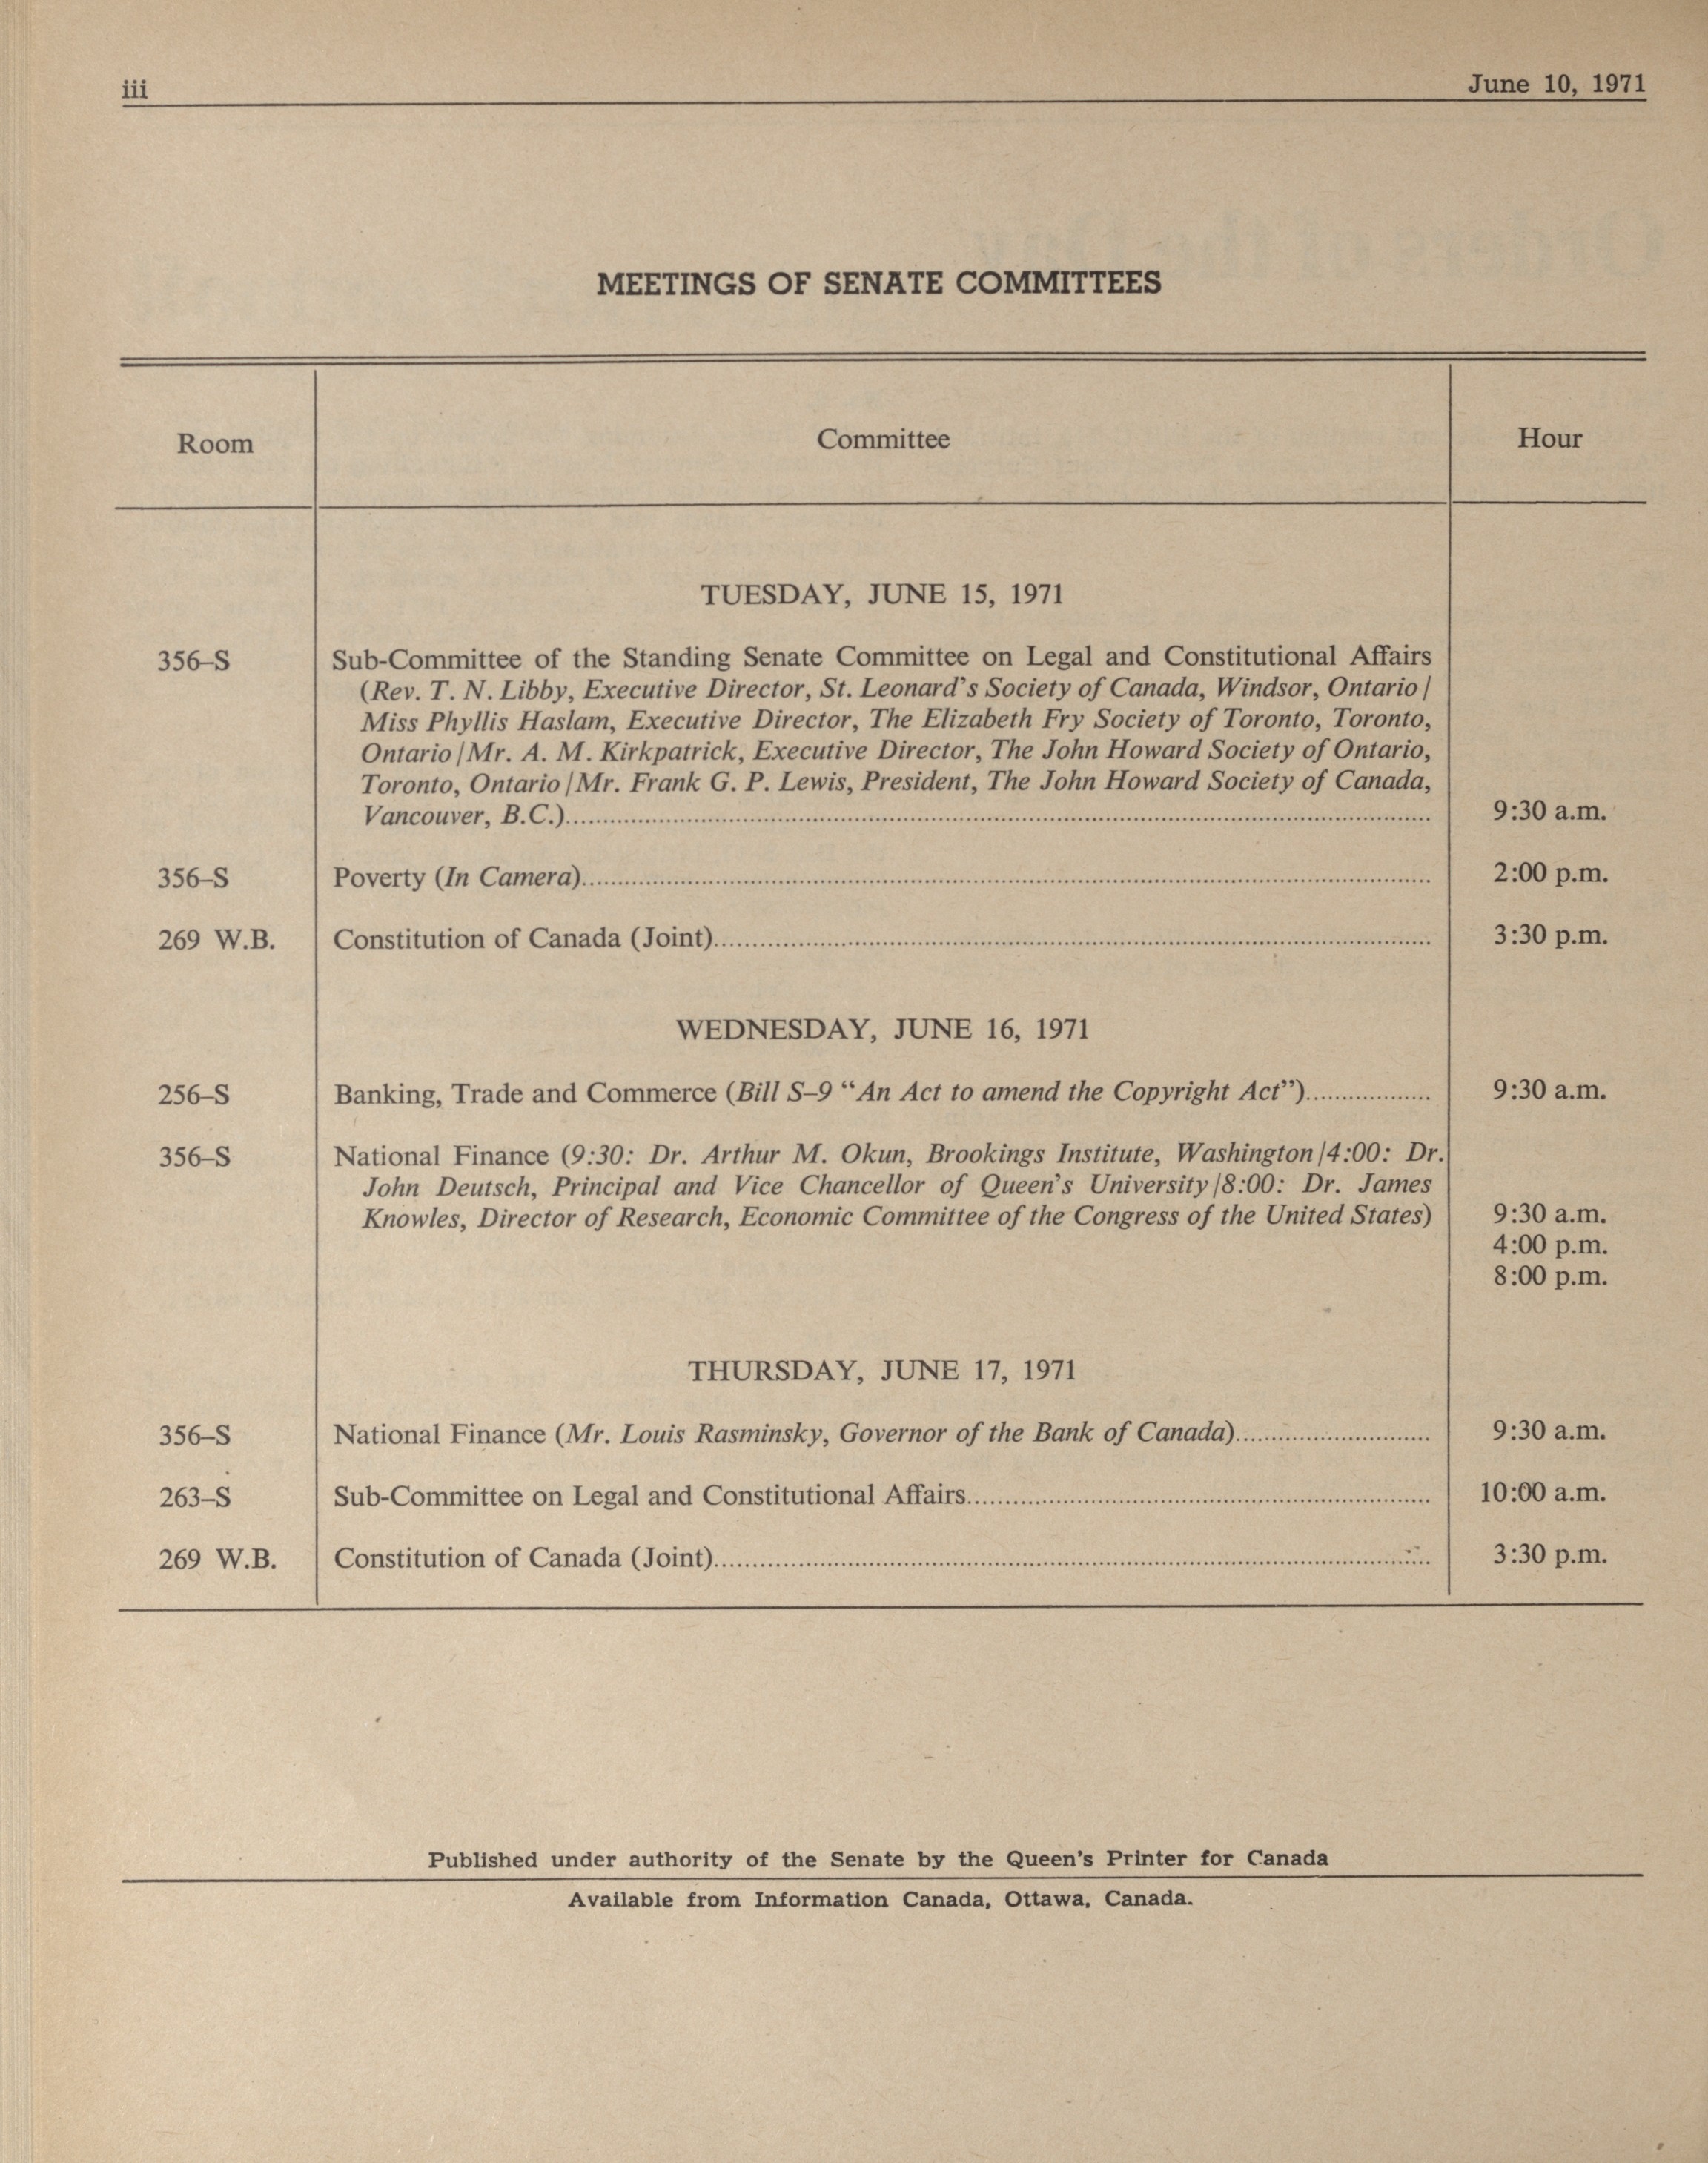 iii
June 10, 1971
MEETINGS OF SENATE COMMITTEES
Room
Committee
Hour
TUESDAY, JUNE 15, 1971
356–S
Sub-Committee of the Standing Senate Committee on Legal and Constitutional Affairs
(Rev. T. N. Libby, Executive Director, St. Leonard's Society of Canada, Windsor, Ontario/
Miss Phyllis Haslam, Executive Director, The Elizabeth Fry Society of Toronto, Toronto,
Ontario/Mr. A. M. Kirkpatrick, Executive Director, The John Howard Society of Ontario,
Toronto, Ontario/Mr. Frank G. P. Lewis, President, The John Howard Society of Canada,
Vancouver, B.C.) 9:30 a.m.
356–S Poverty (In Camera) 2:00 p.m.
269 W.B. Constitution of Canada (Joint) 3:30 p.m.
WEDNESDAY, JUNE 16, 1971
256–S Banking, Trade and Commerce (Bill S–9 “An Act to amend the Copyright Act”) 9:30 a.m.
356–S National Finance (9:30: Dr. Arthur M. Okun, Brookings Institute, Washington/4:00: Dr.
John Deutsch, Principal and Vice Chancellor of Queen's University/8:00: Dr. James
Knowles, Director of Research, Economic Committee of the Congress of the United States) 9:30 a.m.
4:00 p.m.
8:00 p.m.
THURSDAY, JUNE 17, 1971
356–S National Finance (Mr. Louis Rasminsky, Governor of the Bank of Canada) 9:30 a.m.
263–S Sub-Committee on Legal and Constitutional Affairs 10:00 a.m.
269 W.B. Constitution of Canada (Joint) 3:30 p.m.
Published under authority of the Senate by the Queen's Printer for Canada
Available from Information Canada, Ottawa, Canada.